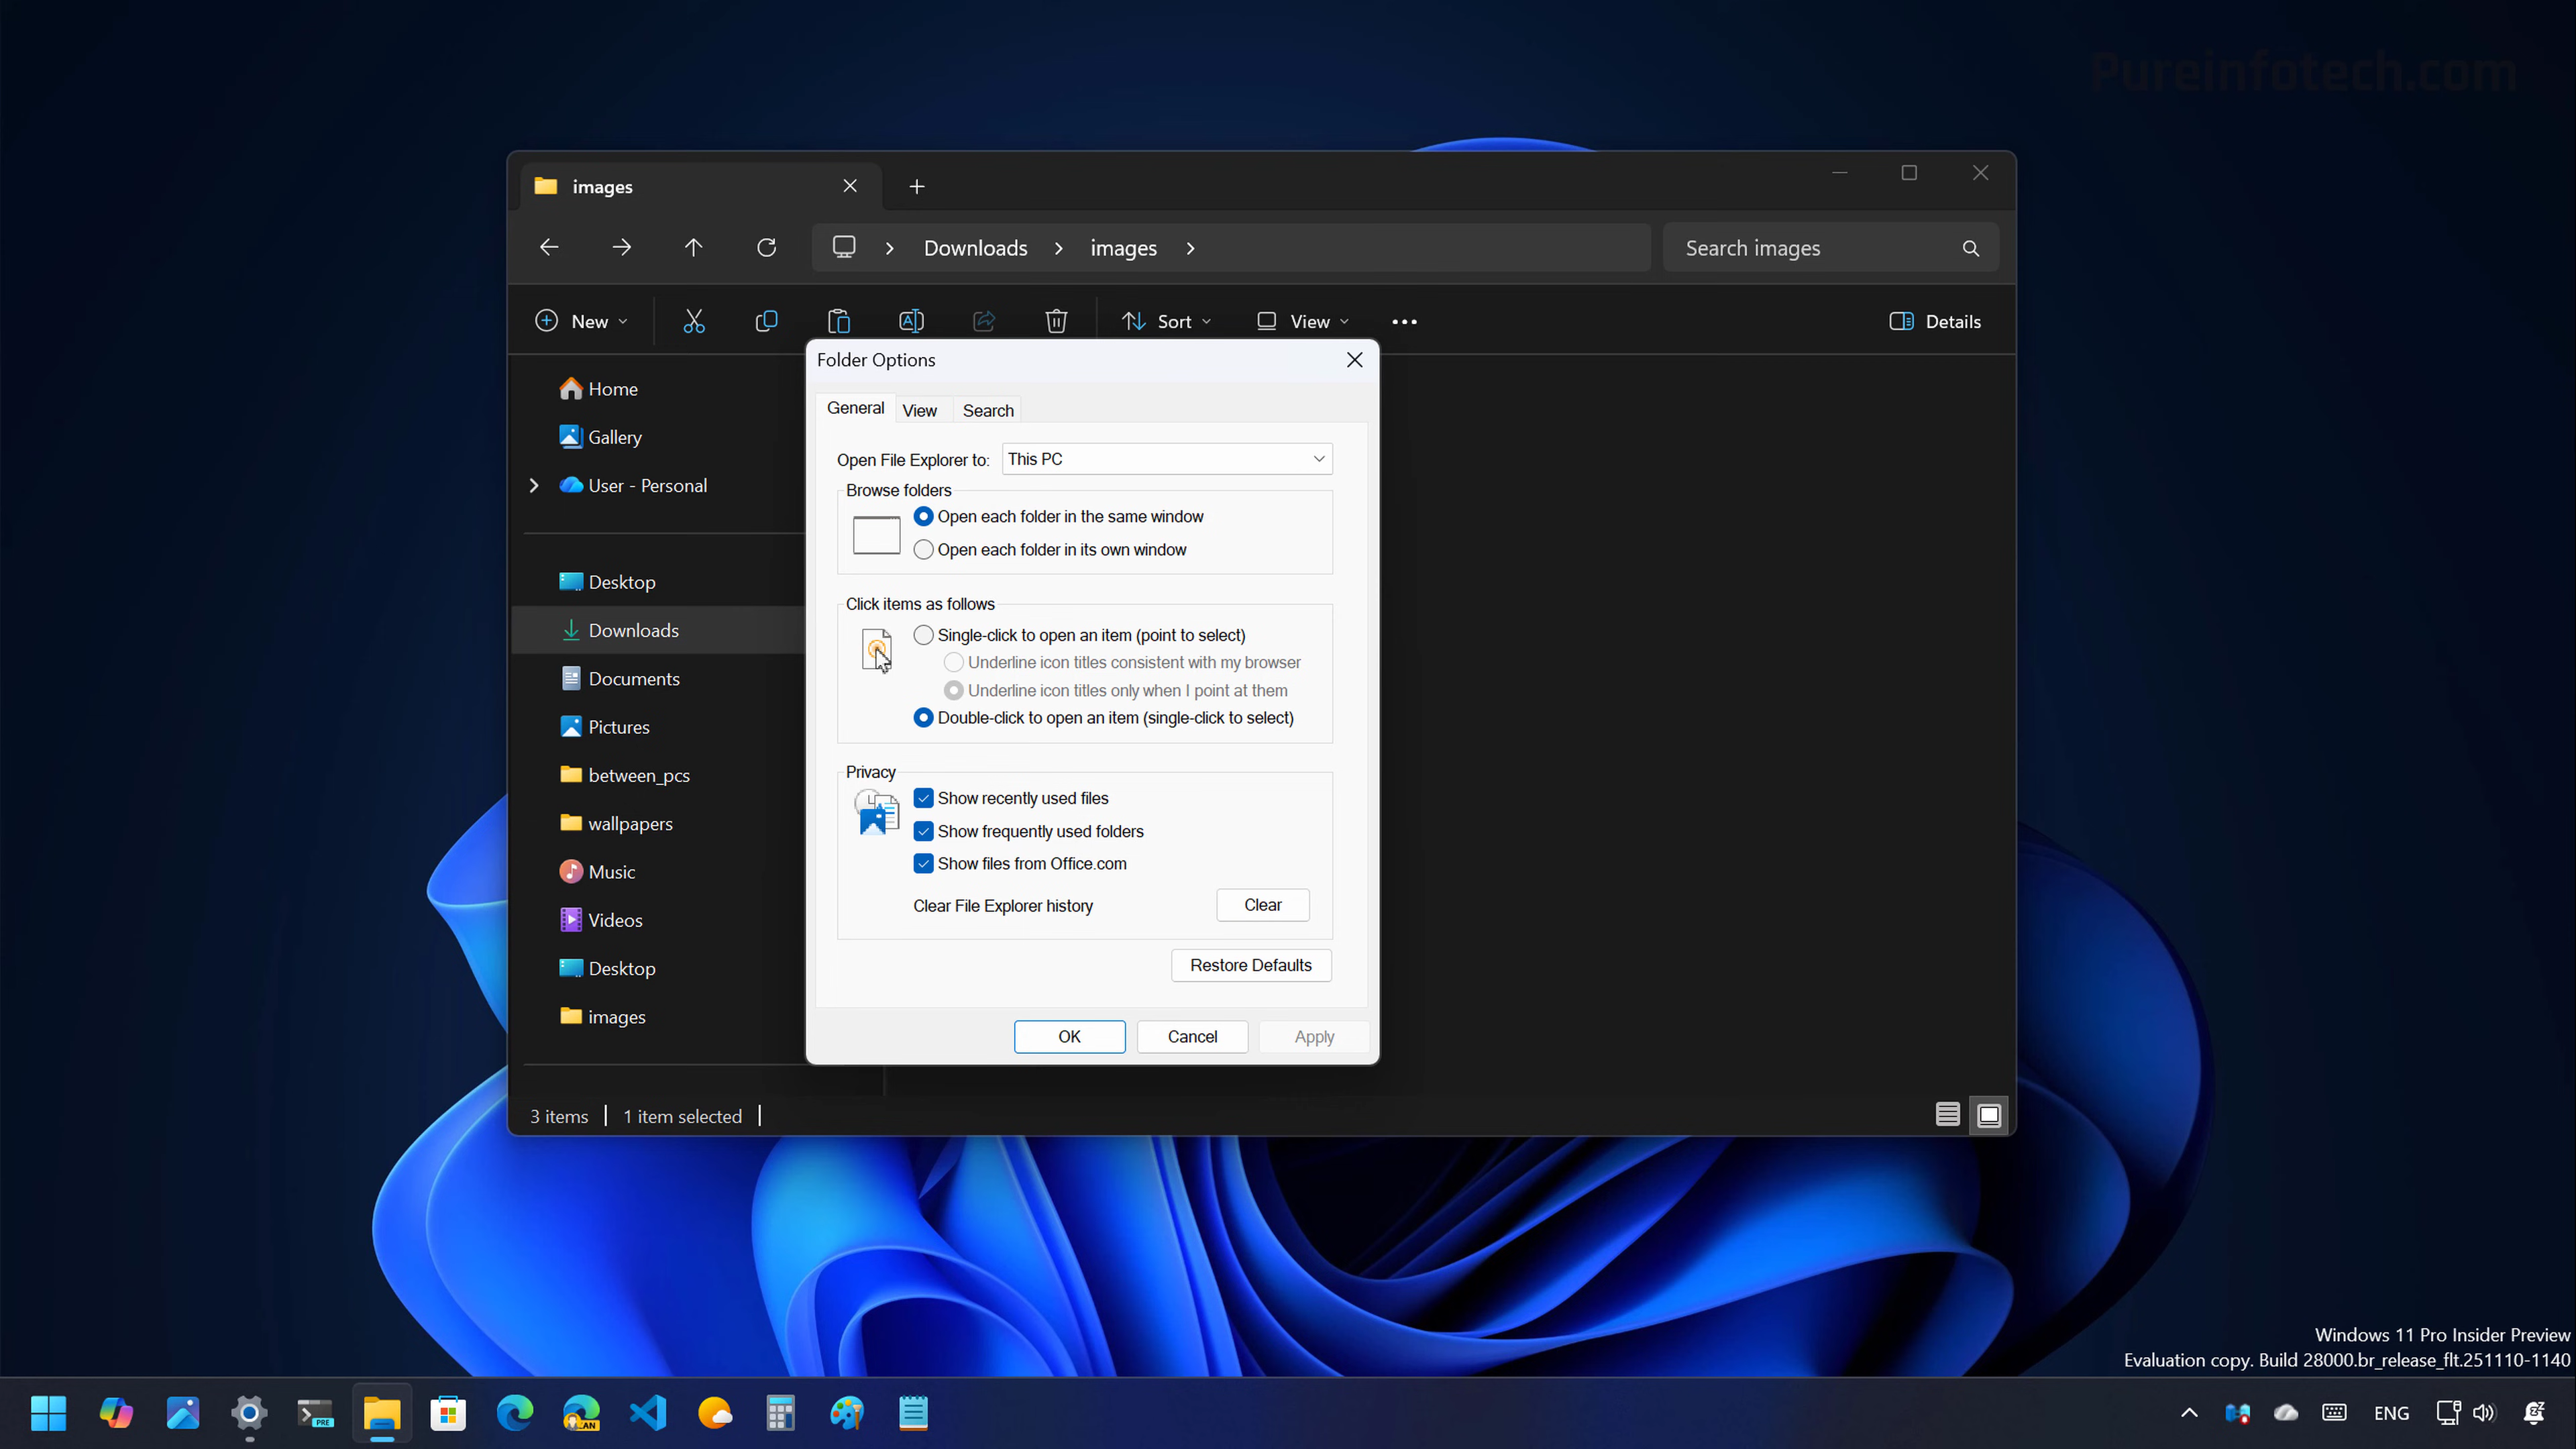 Pureinfotech.com
images
Downloads
images
Search images
New
Sort
View
Details
Home
Gallery
User - Personal
Desktop
Downloads
Documents
Pictures
between_pcs
wallpapers
Music
Videos
Desktop
images
3 items
1 item selected
Folder Options
General
View
Search
Open File Explorer to:
This PC
Browse folders
Open each folder in the same window
Open each folder in its own window
Click items as follows
Single-click to open an item (point to select)
Underline icon titles consistent with my browser
Underline icon titles only when I point at them
Double-click to open an item (single-click to select)
Privacy
Show recently used files
Show frequently used folders
Show files from Office.com
Clear File Explorer history
Clear
Restore Defaults
OK
Cancel
Apply
Windows 11 Pro Insider Preview
Evaluation copy. Build 28000.br_release_flt.251110-1140
PRE
ENG